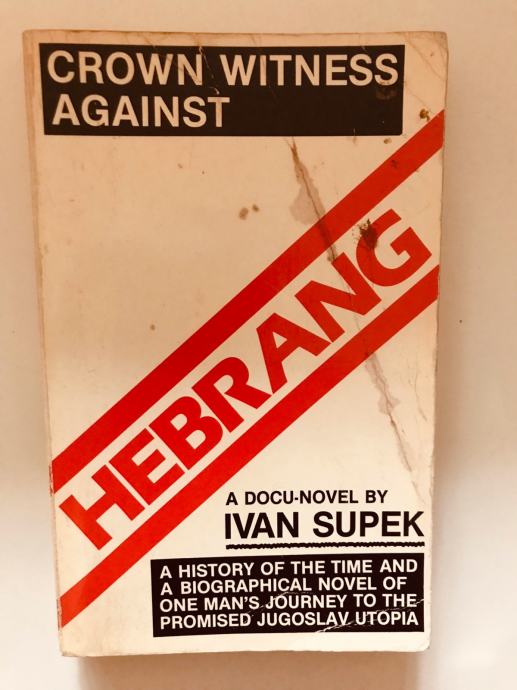 CROWN WITNESS
AGAINST
HEBRANG
A DOCU-NOVEL BY
IVAN SUPEK
A HISTORY OF THE TIME AND
A BIOGRAPHICAL NOVEL OF
ONE MAN'S JOURNEY TO THE
PROMISED JUGOSLAV UTOPIA